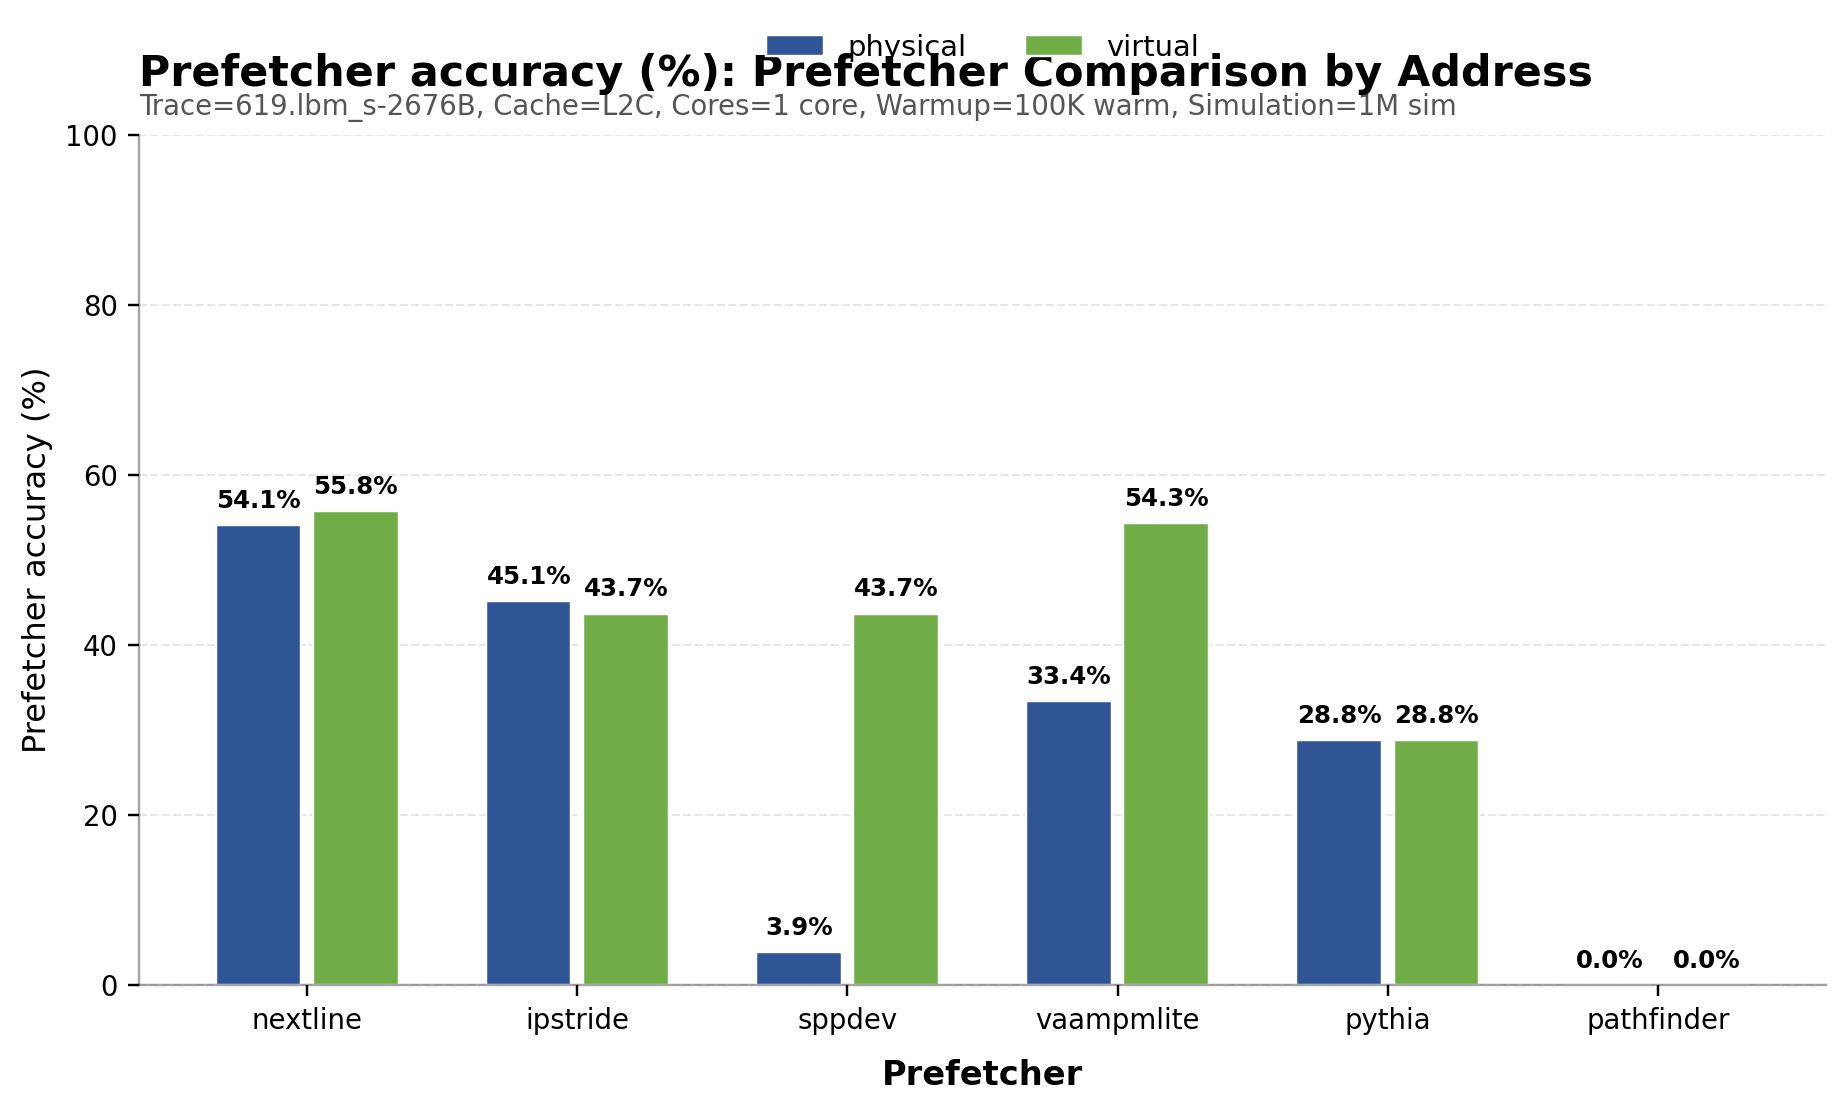 physical virtual
Prefetcher accuracy (%): Prefetcher Comparison by Address
Trace=619.lbm_s-2676B, Cache=L2C, Cores=1 core, Warmup=100K warm, Simulation=1M sim
Prefetcher accuracy (%)
100
80
60
40
20
0
54.1% 55.8%
45.1% 43.7%
3.9% 43.7%
33.4% 54.3%
28.8% 28.8%
0.0% 0.0%
nextline ipstride sppdev vaampmlite pythia pathfinder
Prefetcher